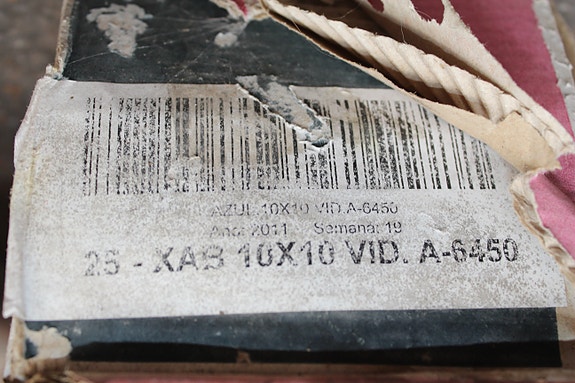 AZUL 10X10 VID.A-6450
Ano: 2011 Semana: 19
25 - XAB 10X10 VID. A-6450